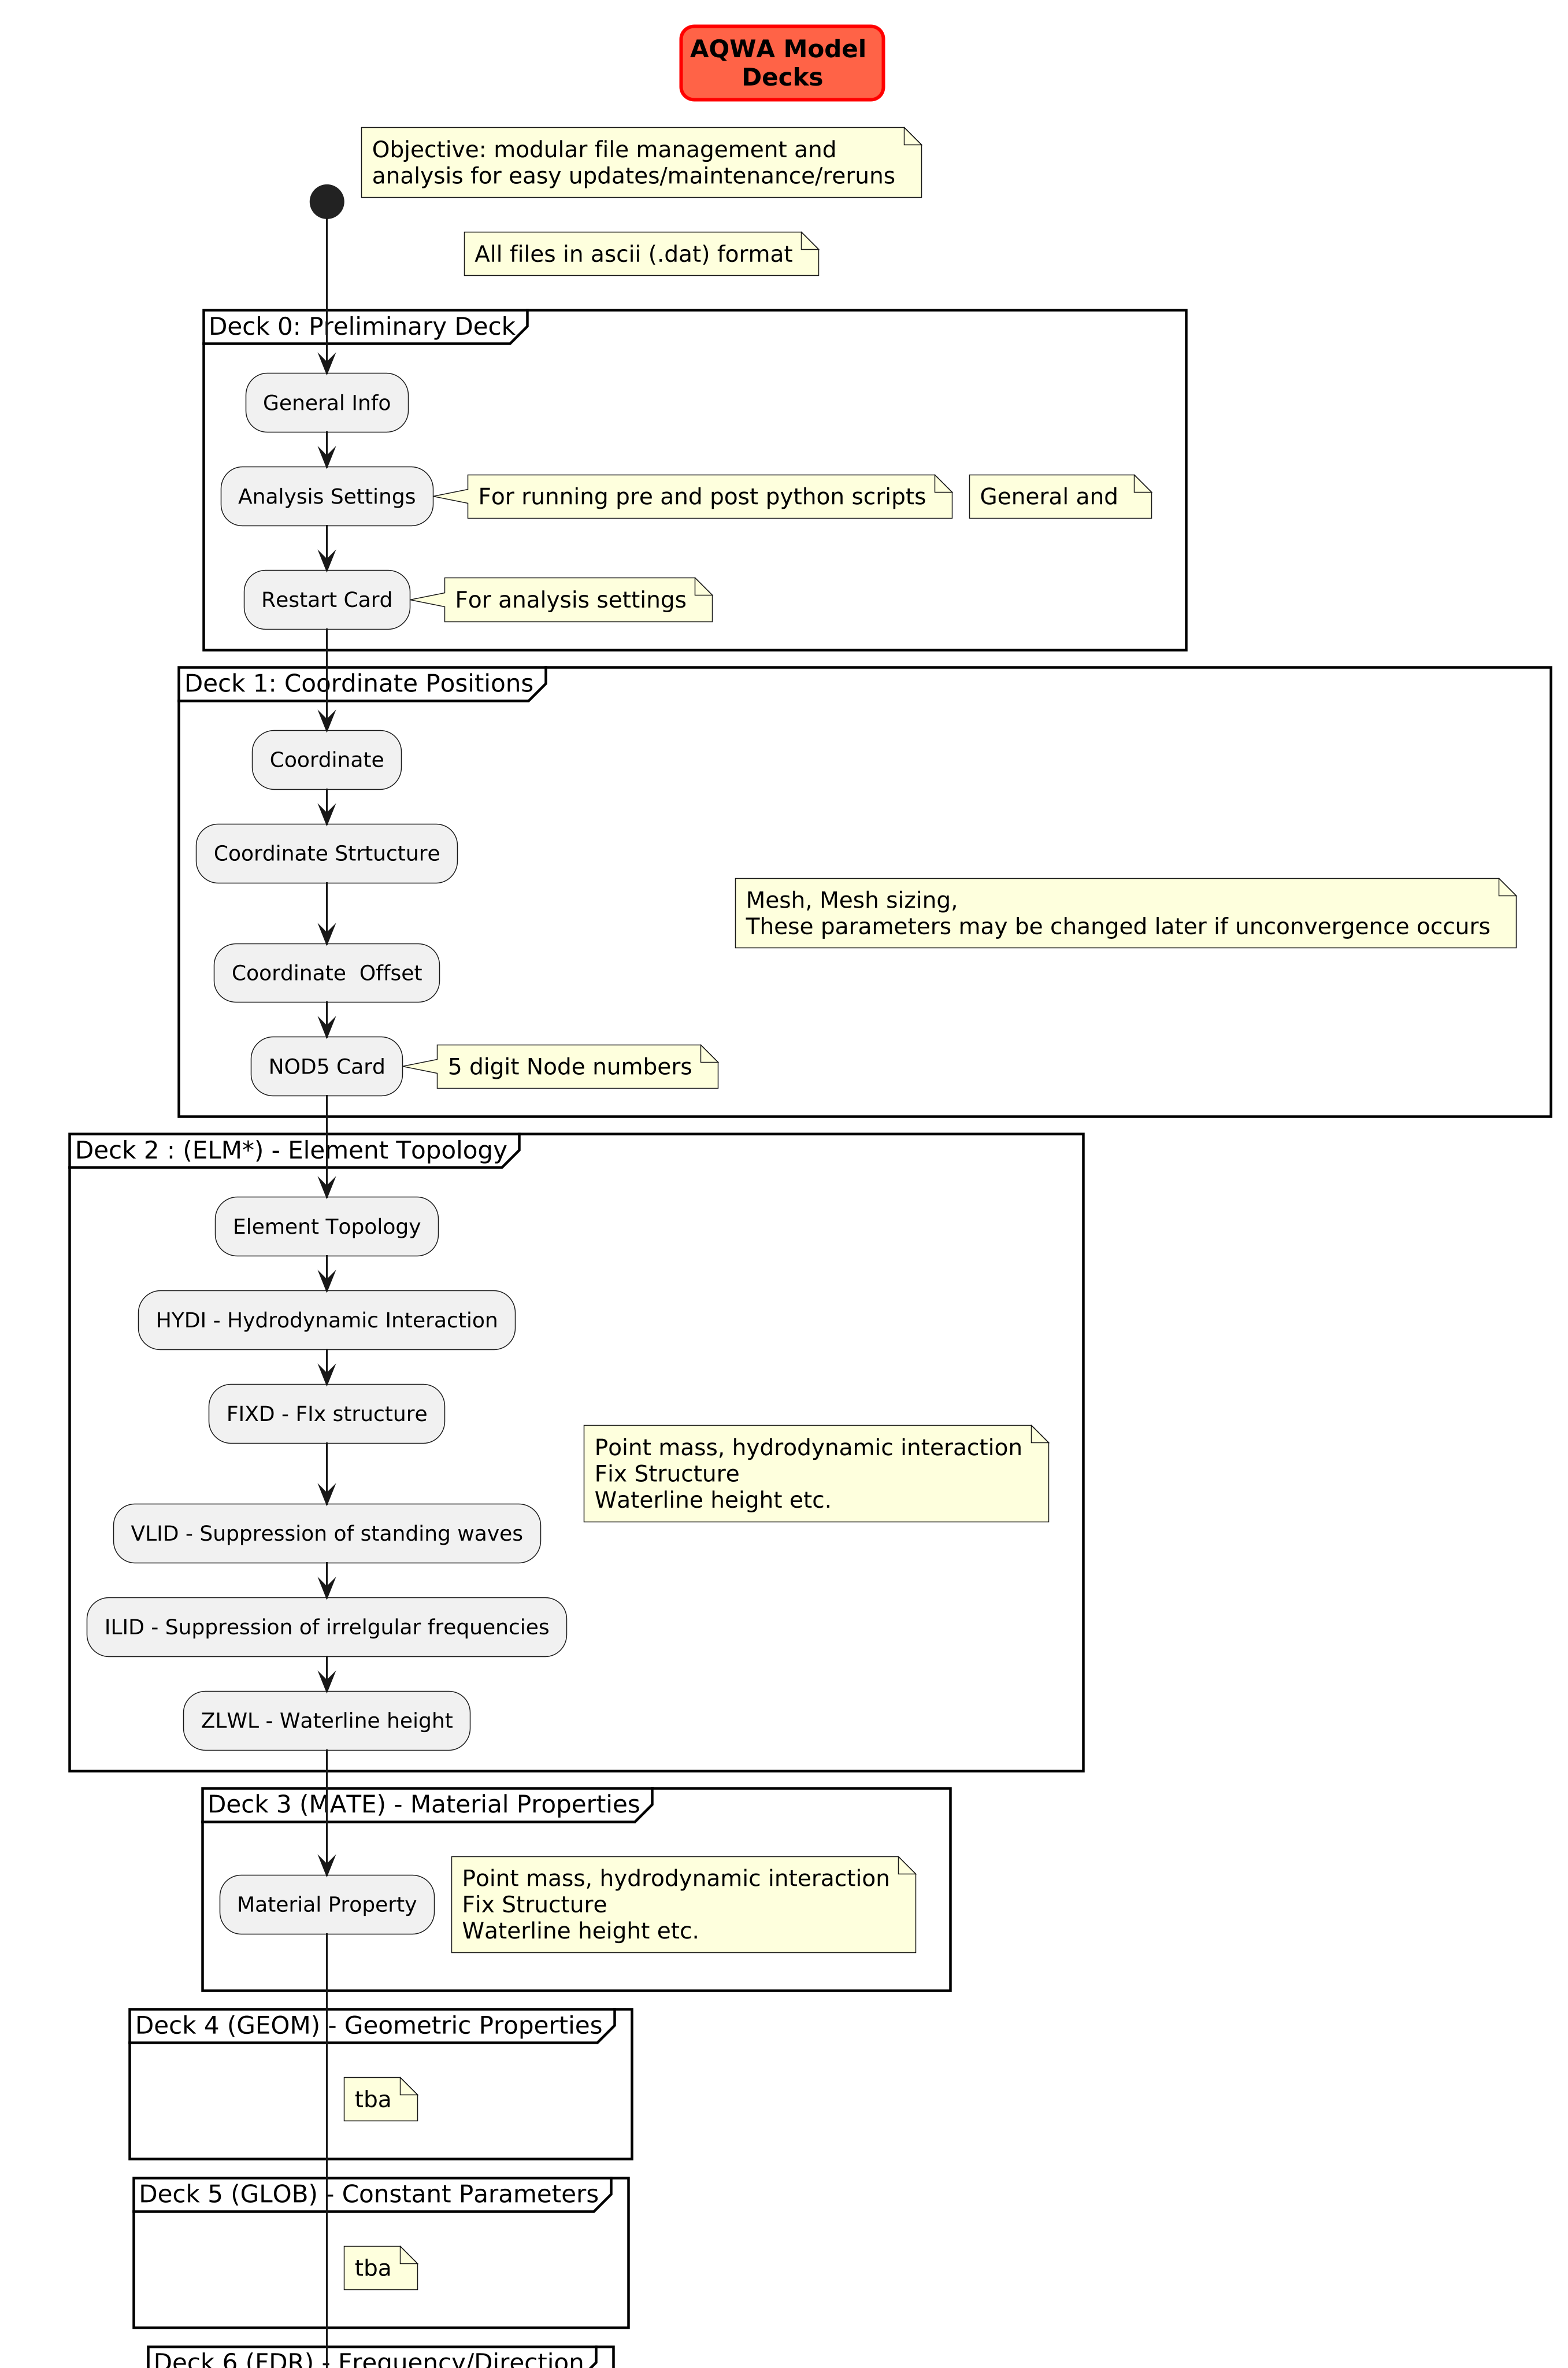 AQWA Model
Decks
Objective: modular file management and
analysis for easy updates/maintenance/reruns
All files in ascii (.dat) format
Deck 0: Preliminary Deck
General Info
Analysis Settings
For running pre and post python scripts
General and
Restart Card
For analysis settings
Deck 1: Coordinate Positions
Coordinate
Coordinate Strtucture
Mesh, Mesh sizing,
These parameters may be changed later if unconvergence occurs
Coordinate  Offset
NOD5 Card
5 digit Node numbers
Deck 2 : (ELM*) - Element Topology
Element Topology
HYDI - Hydrodynamic Interaction
FIXD - FIx structure
Point mass, hydrodynamic interaction
Fix Structure
Waterline height etc.
VLID - Suppression of standing waves
ILID - Suppression of irrelgular frequencies
ZLWL - Waterline height
Deck 3 (MATE) - Material Properties
Material Property
Point mass, hydrodynamic interaction
Fix Structure
Waterline height etc.
Deck 4 (GEOM) - Geometric Properties
tba
Deck 5 (GLOB) - Constant Parameters
tba
Deck 6 (FDR) - Frequency/Direction